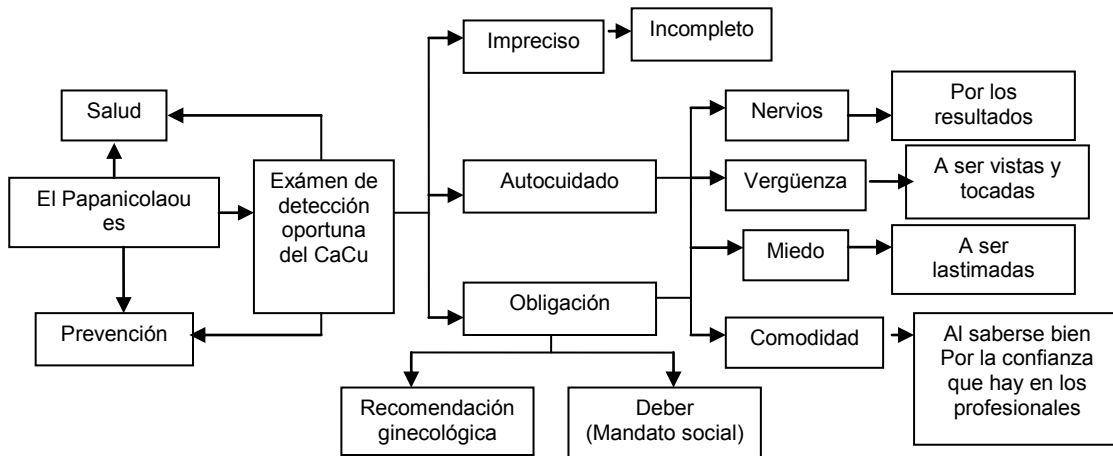 Impreciso
Incompleto
Salud
Nervios
Por los
resultados
El Papanicolaou
es
Exámen de
detección
oportuna
del CaCu
Autocuidado
Vergüenza
A ser vistas y
tocadas
Miedo
A ser
lastimadas
Prevención
Obligación
Comodidad
Al saberse bien
Por la confianza
que hay en los
profesionales
Recomendación
ginecológica
Deber
(Mandato social)